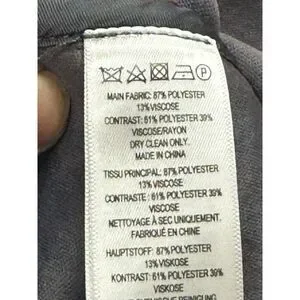 P
MAIN FABRIC: 87% POLYESTER
13% VISCOSE
CONTRAST: 61% POLYESTER 39%
VISCOSE/RAYON
DRY CLEAN ONLY.
MADE IN CHINA
TISSU PRINCIPAL: 87% POLYESTER
13% VISCOSE
CONTRASTE: 61% POLYESTER 39%
VISCOSE
NETTOYAGE À SEC UNIQUEMENT.
FABRIQUÉ EN CHINE
HAUPTSTOFF: 87% POLYESTER
13% VISKOSE
KONTRAST: 61% POLYESTER 39%
VISKOSE